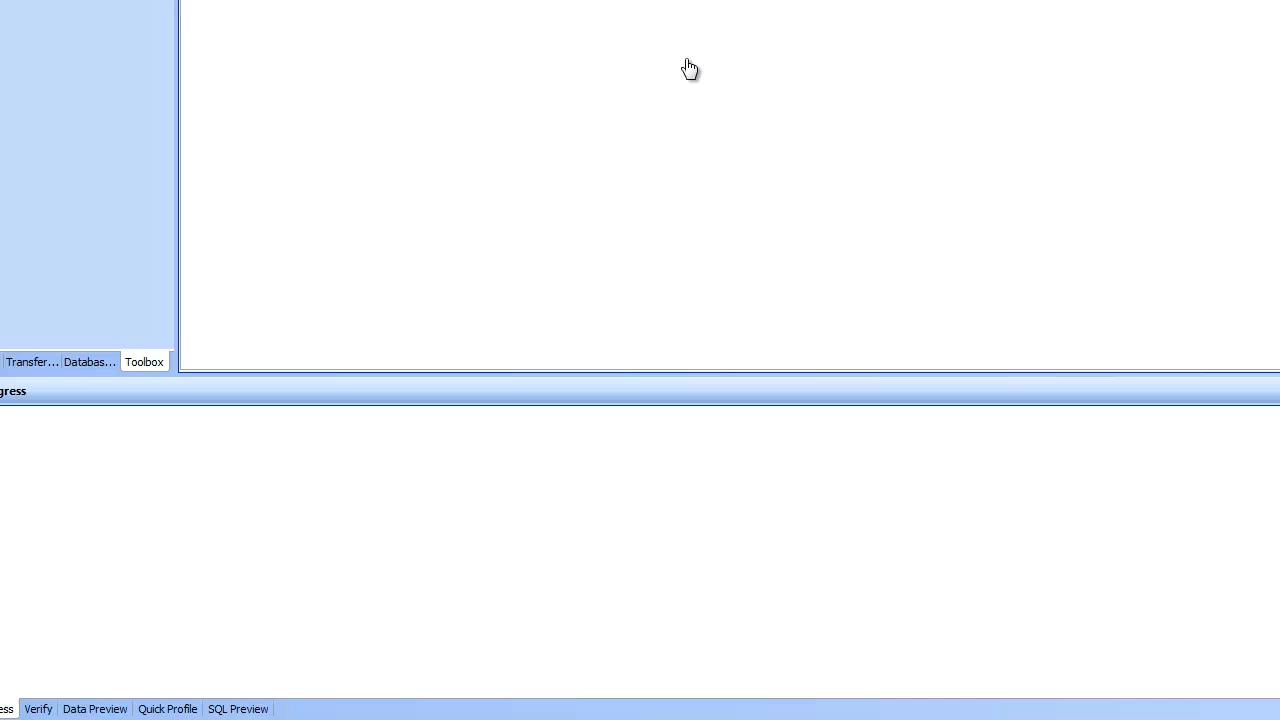 Transfer... Databas... Toolbox
gress
ess Verify Data Preview Quick Profile SQL Preview